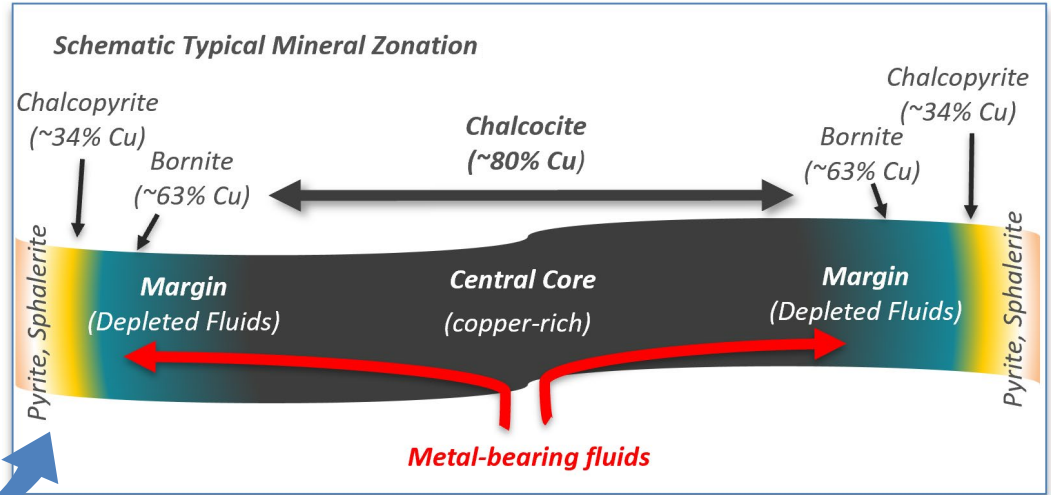 Schematic Typical Mineral Zonation
Chalcopyrite
(~34% Cu)
Bornite
(~63% Cu)
Chalcocite
(~80% Cu)
Chalcopyrite
(~34% Cu)
Bornite
(~63% Cu)
Pyrite, Sphalerite
Margin
(Depleted Fluids)
Central Core
(copper-rich)
Margin
(Depleted Fluids)
Pyrite, Sphalerite
Metal-bearing fluids